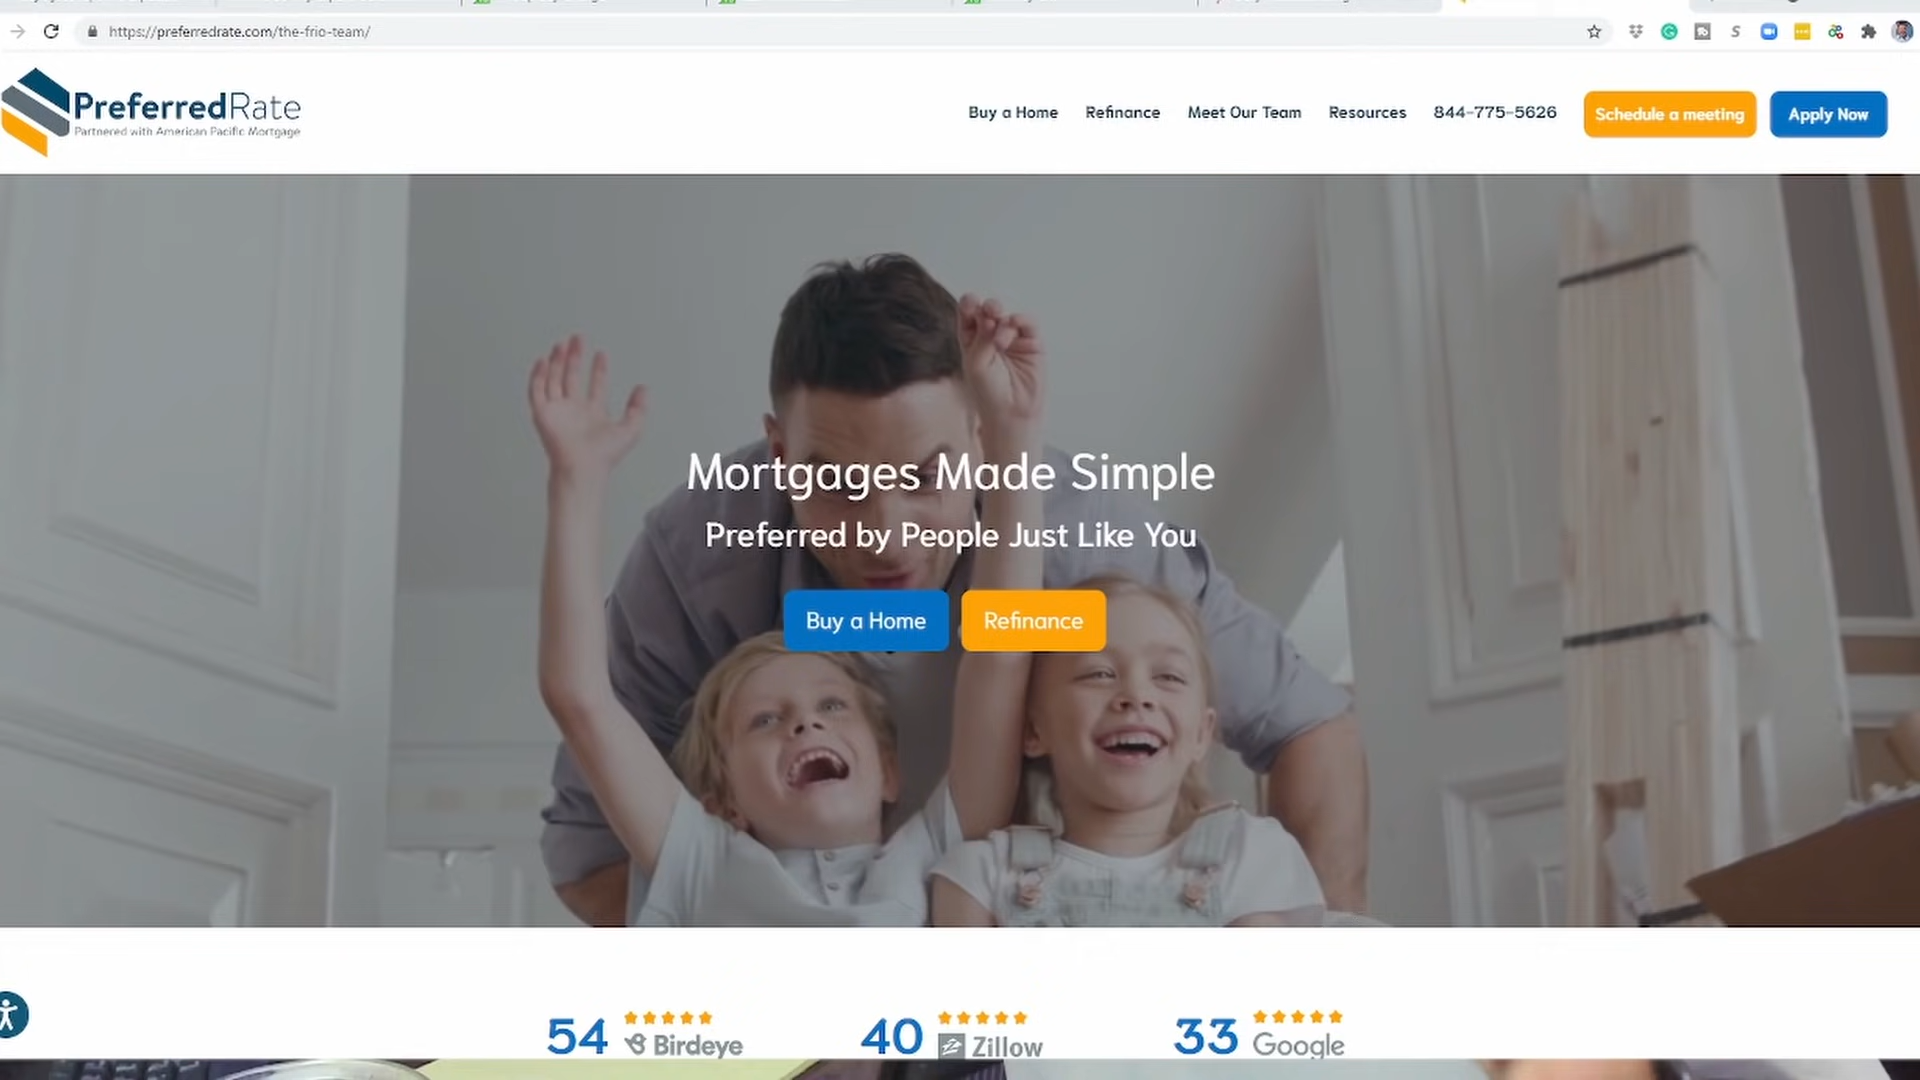 https://preferredrate.com/the-frio-team/
PreferredRate
Partnered with American Pacific Mortgage
Buy a Home
Refinance
Meet Our Team
Resources
844-775-5626
Schedule a meeting
Apply Now
Mortgages Made Simple
Preferred by People Just Like You
Buy a Home
Refinance
54
Birdeye
40
Zillow
33
Google